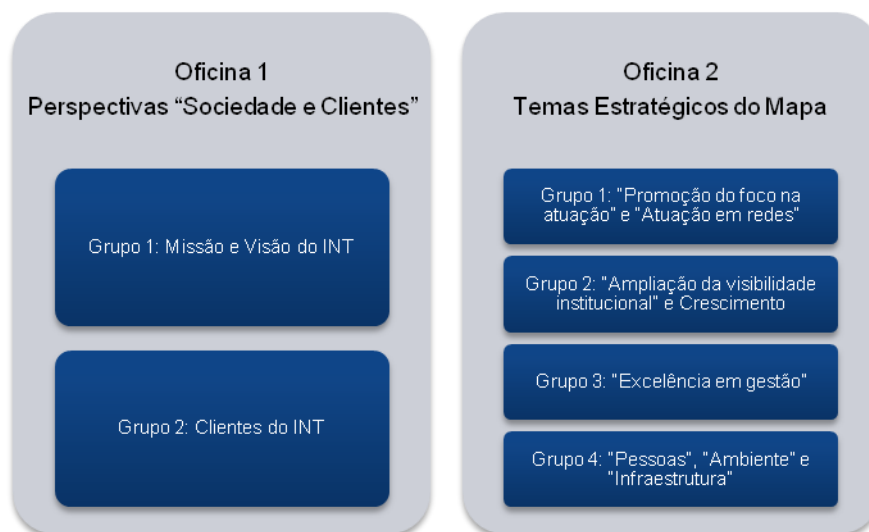 Oficina 1
Perspectivas “Sociedade e Clientes”
Grupo 1: Missão e Visão do INT
Grupo 2: Clientes do INT
Oficina 2
Temas Estratégicos do Mapa
Grupo 1: "Promoção do foco na
atuação" e "Atuação em redes"
Grupo 2: "Ampliação da visibilidade
institucional" e Crescimento
Grupo 3: "Excelência em gestão"
Grupo 4: "Pessoas", "Ambiente" e
"Infraestrutura"